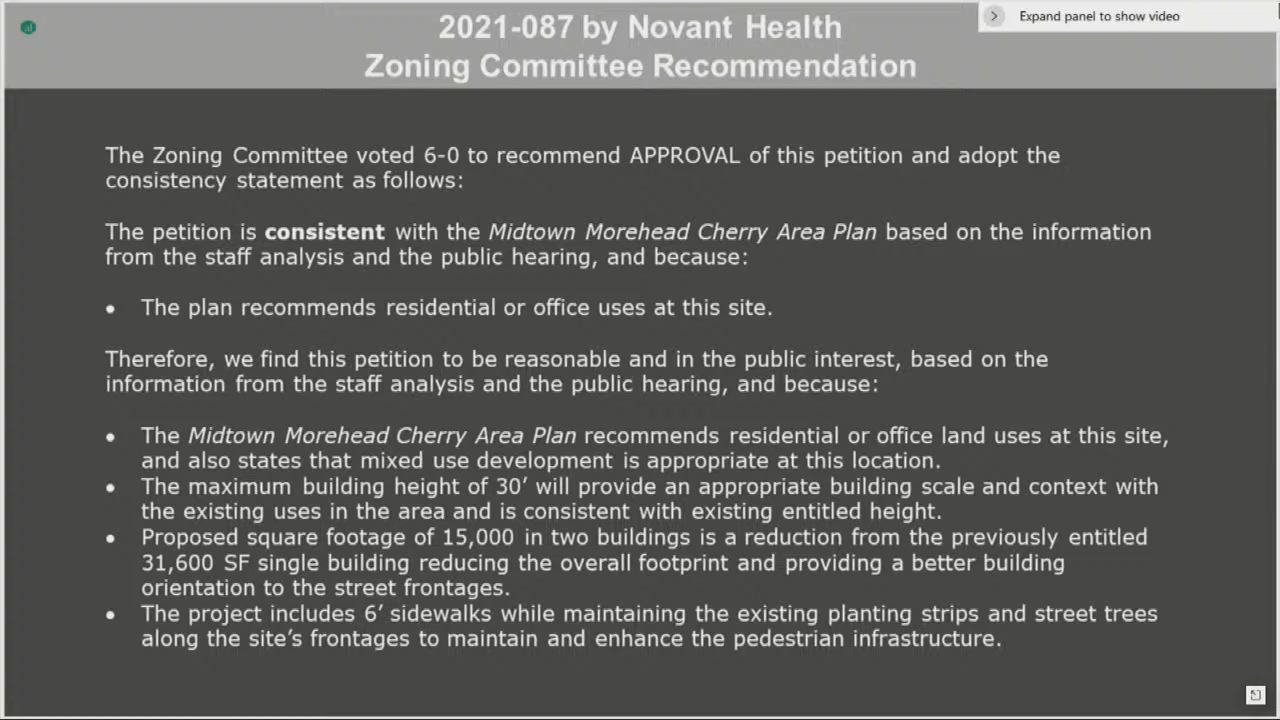 2021-087 by Novant Health
Expand panel to show video
Zoning Committee Recommendation
The Zoning Committee voted 6-0 to recommend APPROVAL of this petition and adopt the
consistency statement as follows:
The petition is consistent with the Midtown Morehead Cherry Area Plan based on the information
from the staff analysis and the public hearing, and because:
• The plan recommends residential or office uses at this site.
Therefore, we find this petition to be reasonable and in the public interest, based on the
information from the staff analysis and the public hearing, and because:
• The Midtown Morehead Cherry Area Plan recommends residential or office land uses at this site,
and also states that mixed use development is appropriate at this location.
• The maximum building height of 30’ will provide an appropriate building scale and context with
the existing uses in the area and is consistent with existing entitled height.
• Proposed square footage of 15,000 in two buildings is a reduction from the previously entitled
31,600 SF single building reducing the overall footprint and providing a better building
orientation to the street frontages.
• The project includes 6’ sidewalks while maintaining the existing planting strips and street trees
along the site’s frontages to maintain and enhance the pedestrian infrastructure.